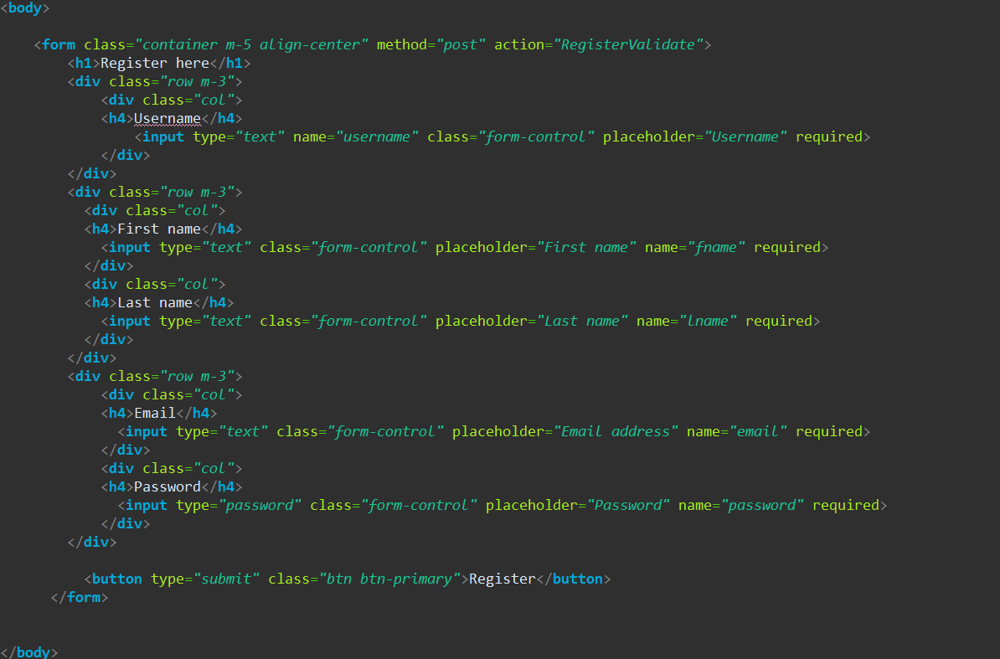 <body>
<form class="container m-5 align-center" method="post" action="RegisterValidate">
<h1>Register here</h1>
<div class="row m-3">
<div class="col">
<h4>Username</h4>
<input type="text" name="username" class="form-control" placeholder="Username" required>
</div>
</div>
<div class="row m-3">
<div class="col">
<h4>First name</h4>
<input type="text" class="form-control" placeholder="First name" name="fname" required>
</div>
<div class="col">
<h4>Last name</h4>
<input type="text" class="form-control" placeholder="Last name" name="lname" required>
</div>
</div>
<div class="row m-3">
<div class="col">
<h4>Email</h4>
<input type="text" class="form-control" placeholder="Email address" name="email" required>
</div>
<div class="col">
<h4>Password</h4>
<input type="password" class="form-control" placeholder="Password" name="password" required>
</div>
</div>
<button type="submit" class="btn btn-primary">Register</button>
</form>
</body>